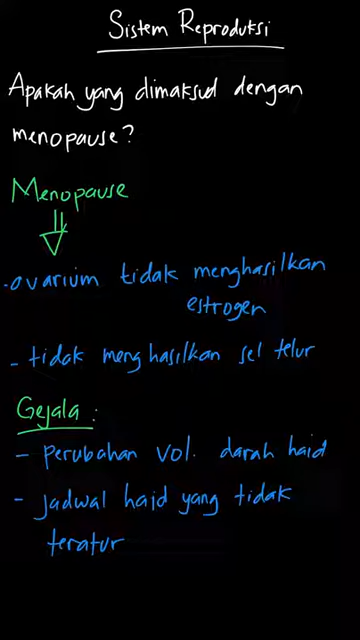 Sistem Reproduksi
Apakah yang dimaksud dengan
menopause?
Menopause
- ovarium tidak menghasilkan
estrogen
- tidak menghasilkan sel telur
Gejala :
- perubahan vol. darah haid
- jadwal haid yang tidak
teratur